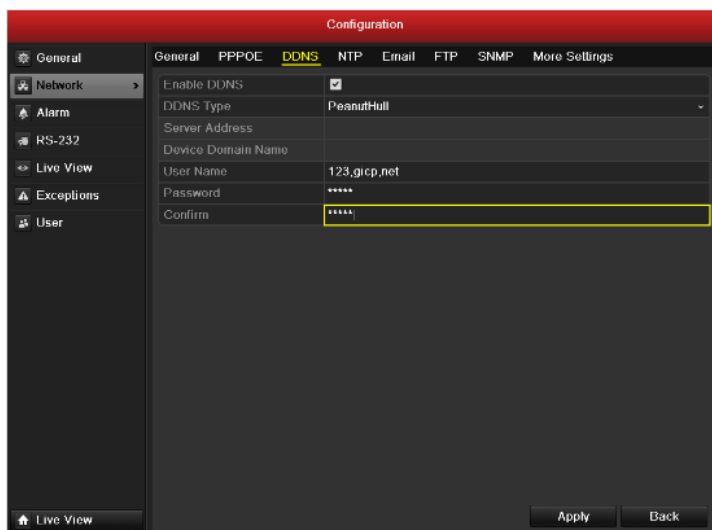 Configuration
General
Network
Alarm
RS-232
Live View
Exceptions
User
Live View
General PPPOE DDNS NTP Email FTP SNMP More Settings
Enable DDNS
DDNS Type PeanutHull
Server Address
Device Domain Name
User Name 123,gicp,net
Password *****
Confirm *****
Apply Back